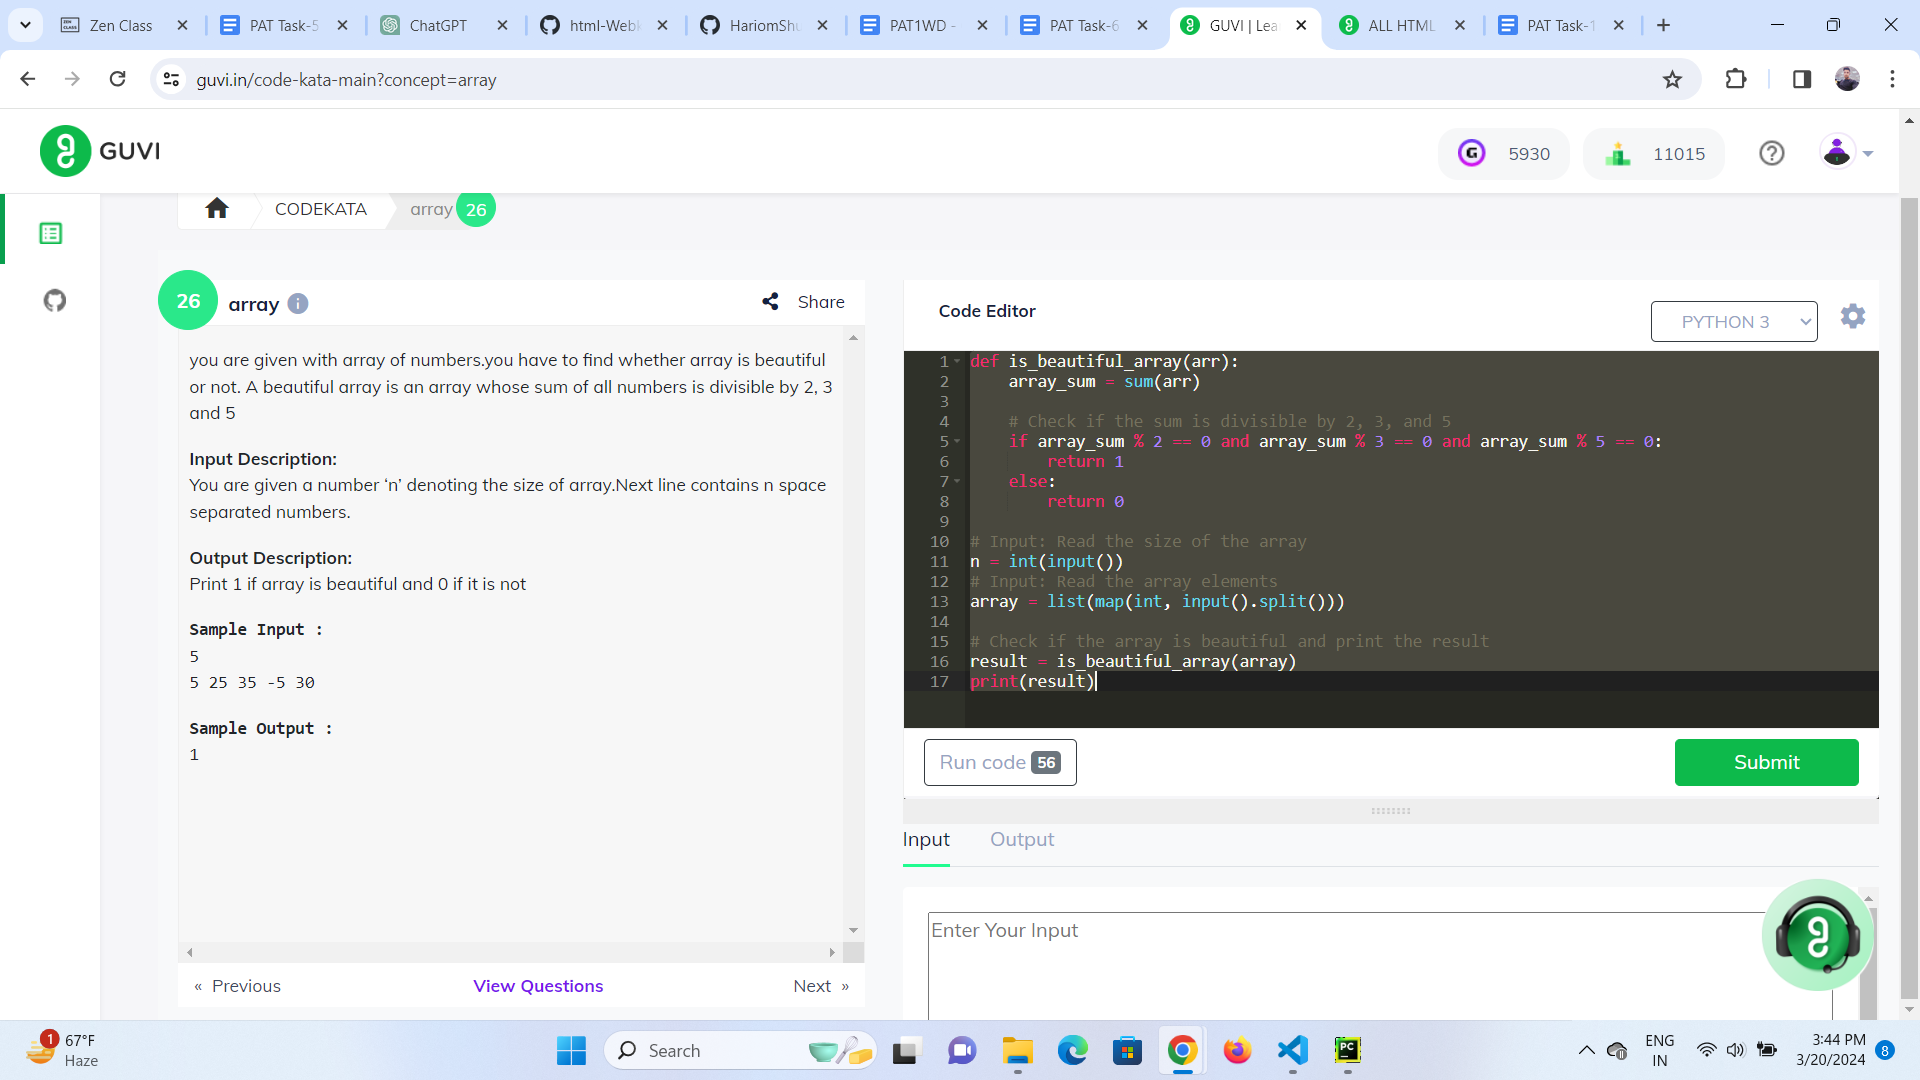 Zen Class
PAT Task-5
ChatGPT
html-Web
HariomShu
PAT1WD -
PAT Task-6
GUVI | Lea
ALL HTML
PAT Task-1
guvi.in/code-kata-main?concept=array
GUVI
5930
11015
CODEKATA
array 26
26 array
Share
you are given with array of numbers.you have to find whether array is beautiful
or not. A beautiful array is an array whose sum of all numbers is divisible by 2, 3
and 5
Input Description:
You are given a number ‘n’ denoting the size of array.Next line contains n space
separated numbers.
Output Description:
Print 1 if array is beautiful and 0 if it is not
Sample Input :
5
5 25 35 -5 30
Sample Output :
1
« Previous
View Questions
Next »
Code Editor
PYTHON 3
1 def is_beautiful_array(arr):
2 array_sum = sum(arr)
3
4 # Check if the sum is divisible by 2, 3, and 5
5 if array_sum % 2 == 0 and array_sum % 3 == 0 and array_sum % 5 == 0:
6 return 1
7 else:
8 return 0
9
10 # Input: Read the size of the array
11 n = int(input())
12 # Input: Read the array elements
13 array = list(map(int, input().split()))
14
15 # Check if the array is beautiful and print the result
16 result = is_beautiful_array(array)
17 print(result)
Run code 56
Submit
Input
Output
Enter Your Input
1
67°F
Haze
Search
PC
ENG
IN
3:44 PM
3/20/2024
8